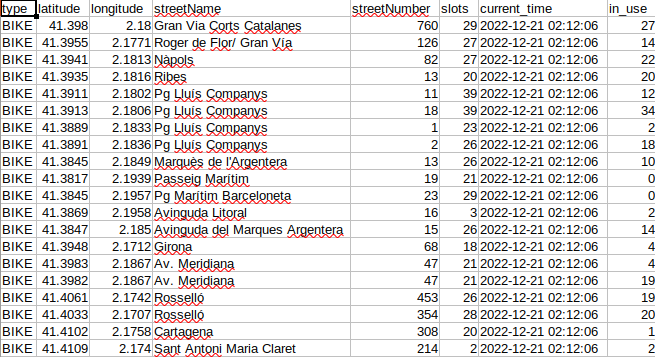 type latitude longitude streetName streetNumber slots current_time in_use
BIKE 41.398 2.18 Gran Via Corts Catalanes 760 29 2022-12-21 02:12:06 27
BIKE 41.3955 2.1771 Roger de Flor/ Gran Vía 126 27 2022-12-21 02:12:06 14
BIKE 41.3941 2.1813 Nàpols 82 27 2022-12-21 02:12:06 22
BIKE 41.3935 2.1816 Ribes 13 20 2022-12-21 02:12:06 20
BIKE 41.3911 2.1802 Pg Lluís Companys 11 39 2022-12-21 02:12:06 12
BIKE 41.3913 2.1806 Pg Lluís Companys 18 39 2022-12-21 02:12:06 34
BIKE 41.3889 2.1833 Pg Lluís Companys 1 23 2022-12-21 02:12:06 2
BIKE 41.3891 2.1836 Pg Lluís Companys 2 26 2022-12-21 02:12:06 18
BIKE 41.3845 2.1849 Marquès de l'Argentera 13 26 2022-12-21 02:12:06 10
BIKE 41.3817 2.1939 Passeig Marítim 19 21 2022-12-21 02:12:06 0
BIKE 41.3845 2.1957 Pg Marítim Barceloneta 23 29 2022-12-21 02:12:06 0
BIKE 41.3869 2.1958 Avinguda Litoral 16 3 2022-12-21 02:12:06 2
BIKE 41.3847 2.185 Avinguda del Marques Argentera 15 26 2022-12-21 02:12:06 14
BIKE 41.3948 2.1712 Girona 68 18 2022-12-21 02:12:06 4
BIKE 41.3983 2.1867 Av. Meridiana 47 21 2022-12-21 02:12:06 4
BIKE 41.3982 2.1867 Av. Meridiana 47 21 2022-12-21 02:12:06 19
BIKE 41.4061 2.1742 Rosselló 453 26 2022-12-21 02:12:06 19
BIKE 41.4033 2.1707 Rosselló 354 28 2022-12-21 02:12:06 20
BIKE 41.4102 2.1758 Cartagena 308 20 2022-12-21 02:12:06 1
BIKE 41.4109 2.174 Sant Antoni Maria Claret 214 2 2022-12-21 02:12:06 2